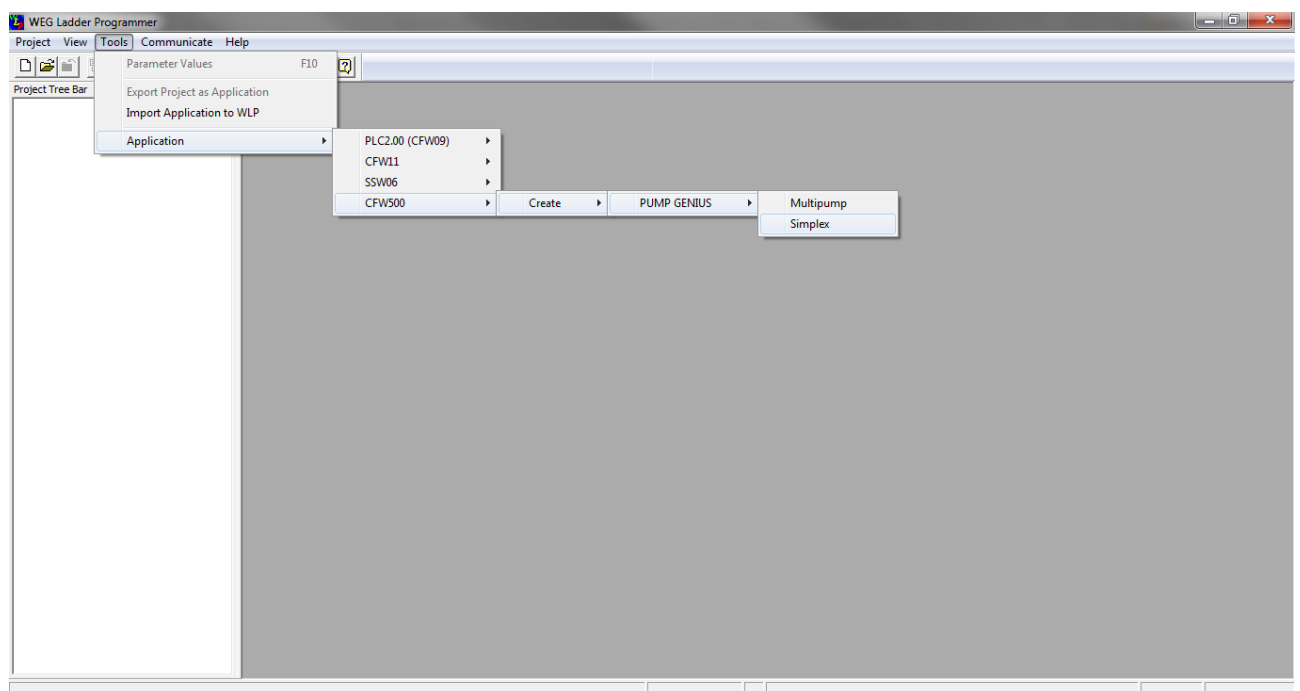 WEG Ladder Programmer
Project View Tools Communicate Help
Parameter Values F10
Project Tree Bar
Export Project as Application
Import Application to WLP
Application
PLC2.00 (CFW09)
CFW11
SSW06
CFW500
Create
PUMP GENIUS
Multipump
Simplex